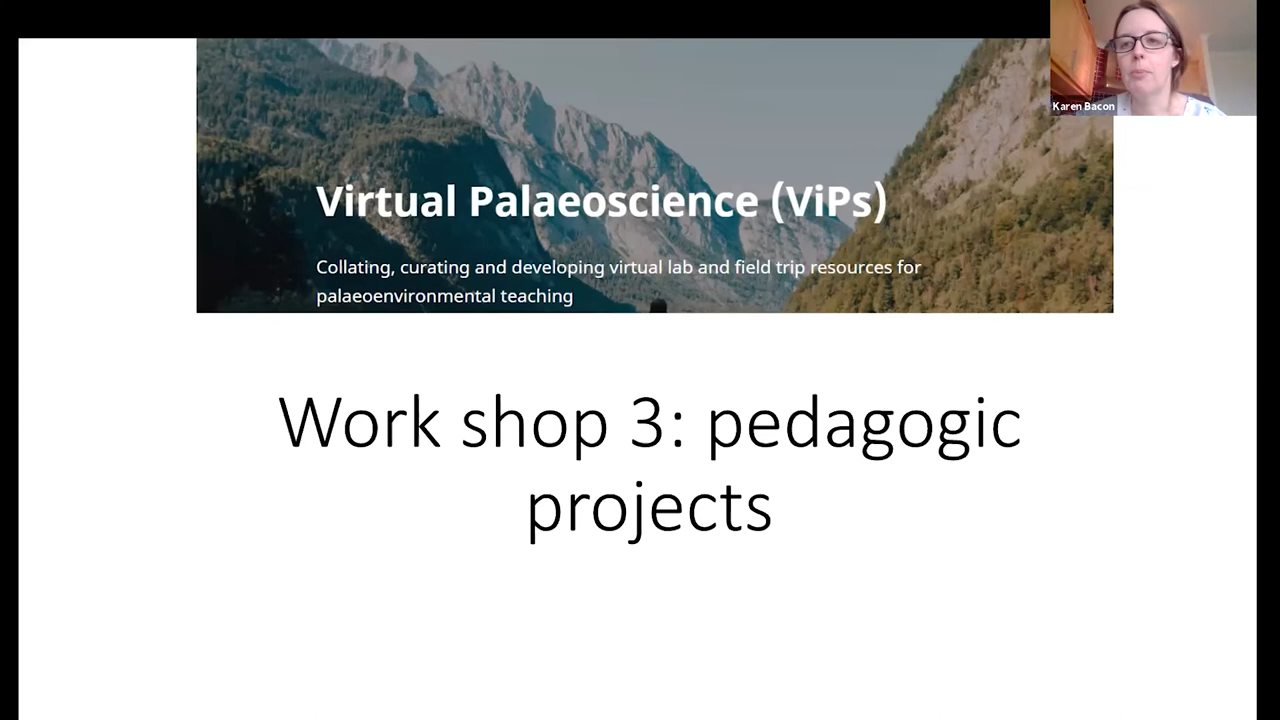 Karen Bacon
Virtual Palaeoscience (ViPs)
Collating, curating and developing virtual lab and field trip resources for
palaeoenvironmental teaching
Work shop 3: pedagogic
projects